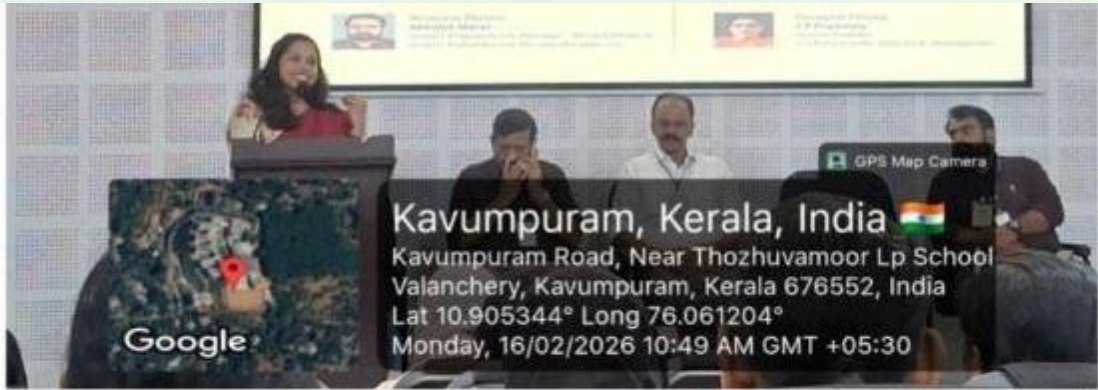 GPS Map Camera
Kavumpuram, Kerala, India
Kavumpuram Road, Near Thozhuvamoor Lp School
Valanchery, Kavumpuram, Kerala 676552, India
Lat 10.905344° Long 76.061204°
Monday, 16/02/2026 10:49 AM GMT +05:30
Google